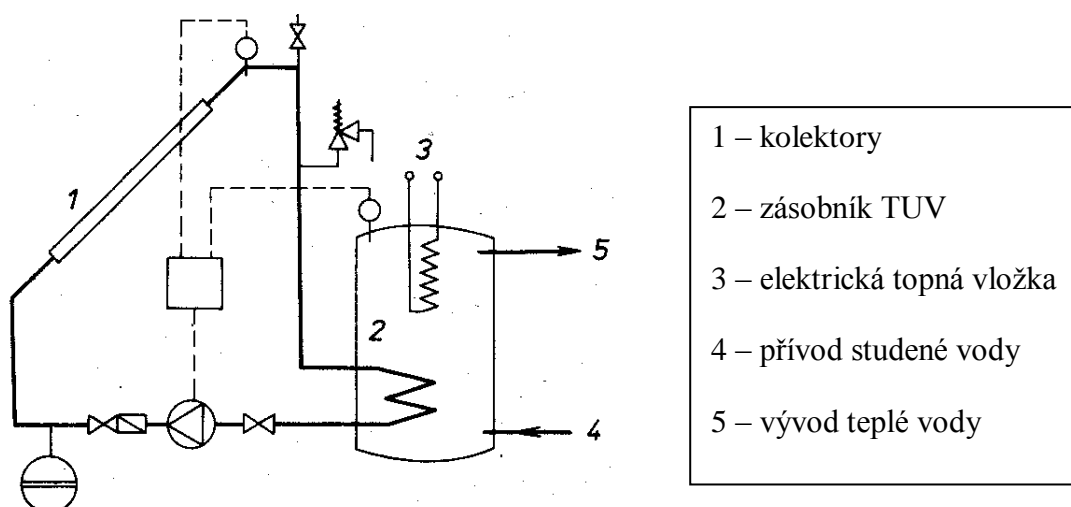 1
3
2
5
4
1 – kolektory
2 – zásobník TUV
3 – elektrická topná vložka
4 – přívod studené vody
5 – vývod teplé vody